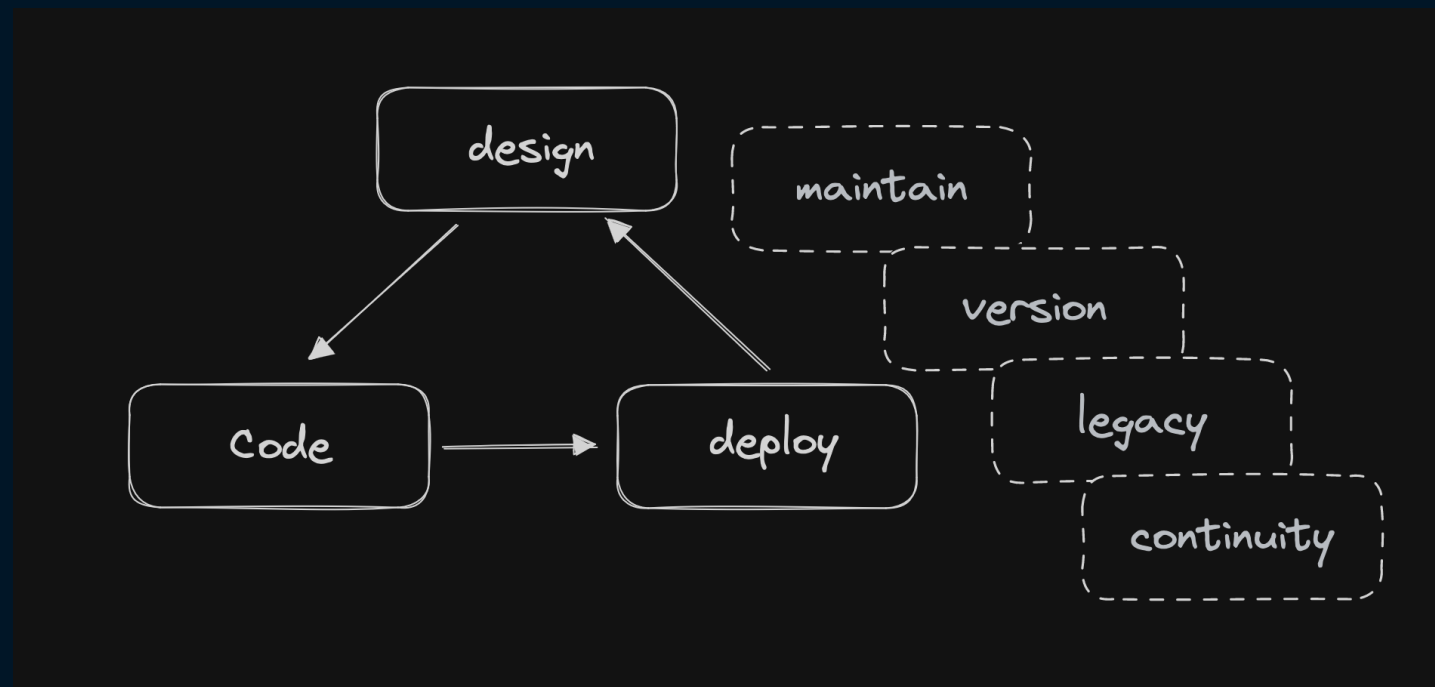 design
maintain
version
Code
deploy
legacy
continuity